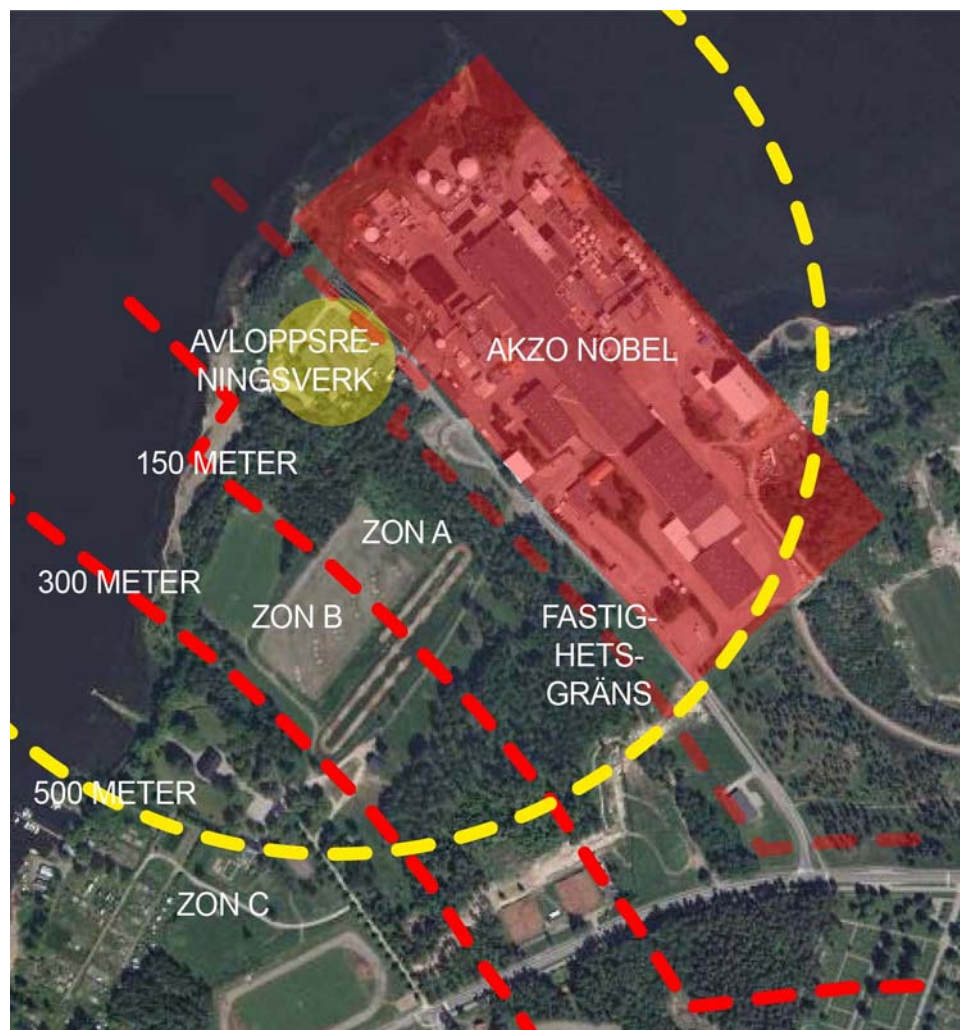 AVLOPPSRE-
NINGSVERK
AKZO NOBEL
150 METER
ZON A
300 METER
ZON B
FASTIG-
HETS-
GRÄNS
500 METER
ZON C